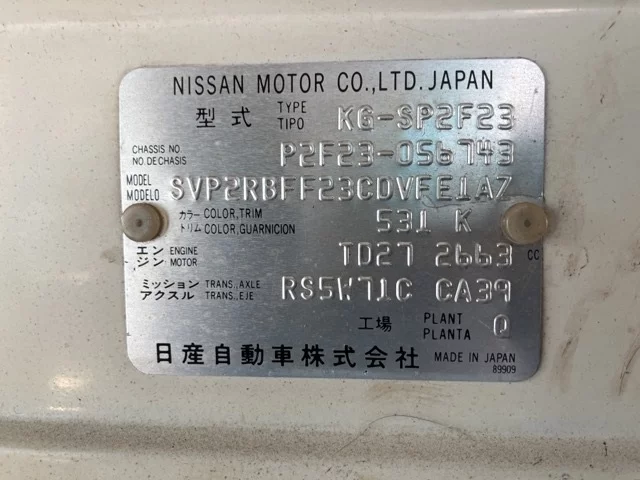 NISSAN MOTOR CO.,LTD. JAPAN
型式 TYPE TIPO KG-SP2F23
CHASSIS NO. NO. DE CHASIS P2F23-056743
MODEL MODELO SVP2RBFF23CDVFE1AZ
カラー COLOR,TRIM トリム COLOR,GUARNICION 531 K
エンジン ENGINE MOTOR TD27 2663 CC
ミッション TRANS.,AXLE アクスル TRANS.,EJE RS5W71C CA39
工場 PLANT PLANTA Q
日産自動車株式会社 MADE IN JAPAN
89909